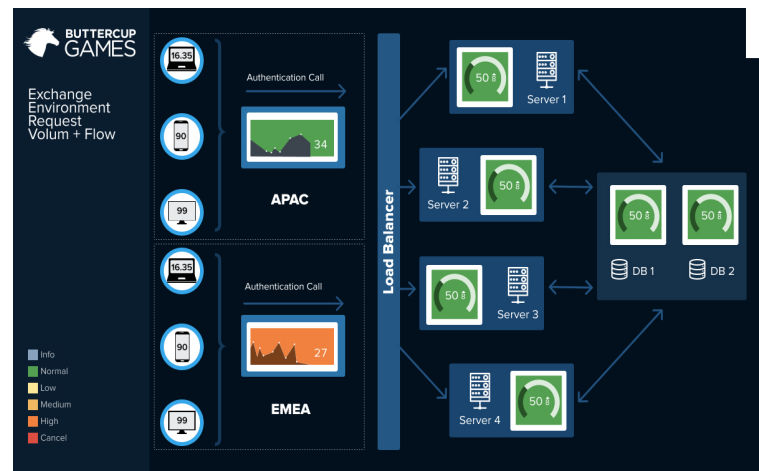 BUTTERCUP
GAMES
Exchange
Environment
Request
Volum + Flow
Info
Normal
Low
Medium
High
Cancel
16.35
90
99
Authentication Call
34
APAC
16.35
90
99
Authentication Call
27
EMEA
Load Balancer
50
Server 1
Server 2
50
50
Server 3
Server 4
50
50
50
DB 1
DB 2